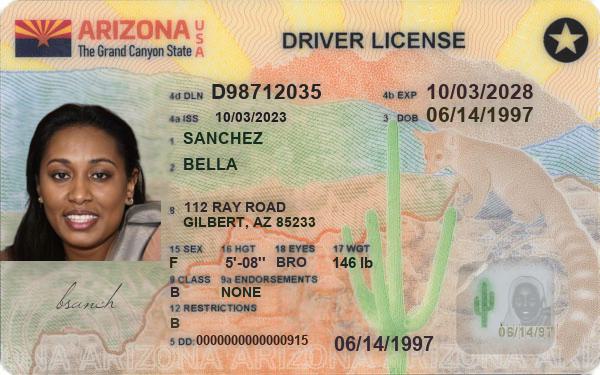 ARIZONA USA
The Grand Canyon State
DRIVER LICENSE
4d DLN D98712035 4b EXP 10/03/2028
4a ISS 10/03/2023 3 DOB 06/14/1997
1 SANCHEZ
2 BELLA
8 112 RAY ROAD
GILBERT, AZ 85233
15 SEX 16 HGT 18 EYES 17 WGT
F 5'-08" BRO 146 lb
9 CLASS 9a ENDORSEMENTS
B NONE
12 RESTRICTIONS
B
bsanch
06/14/97
5 DD: 0000000000000915 06/14/1997
ARIZONA ARIZONA ARIZONA ARIZONA